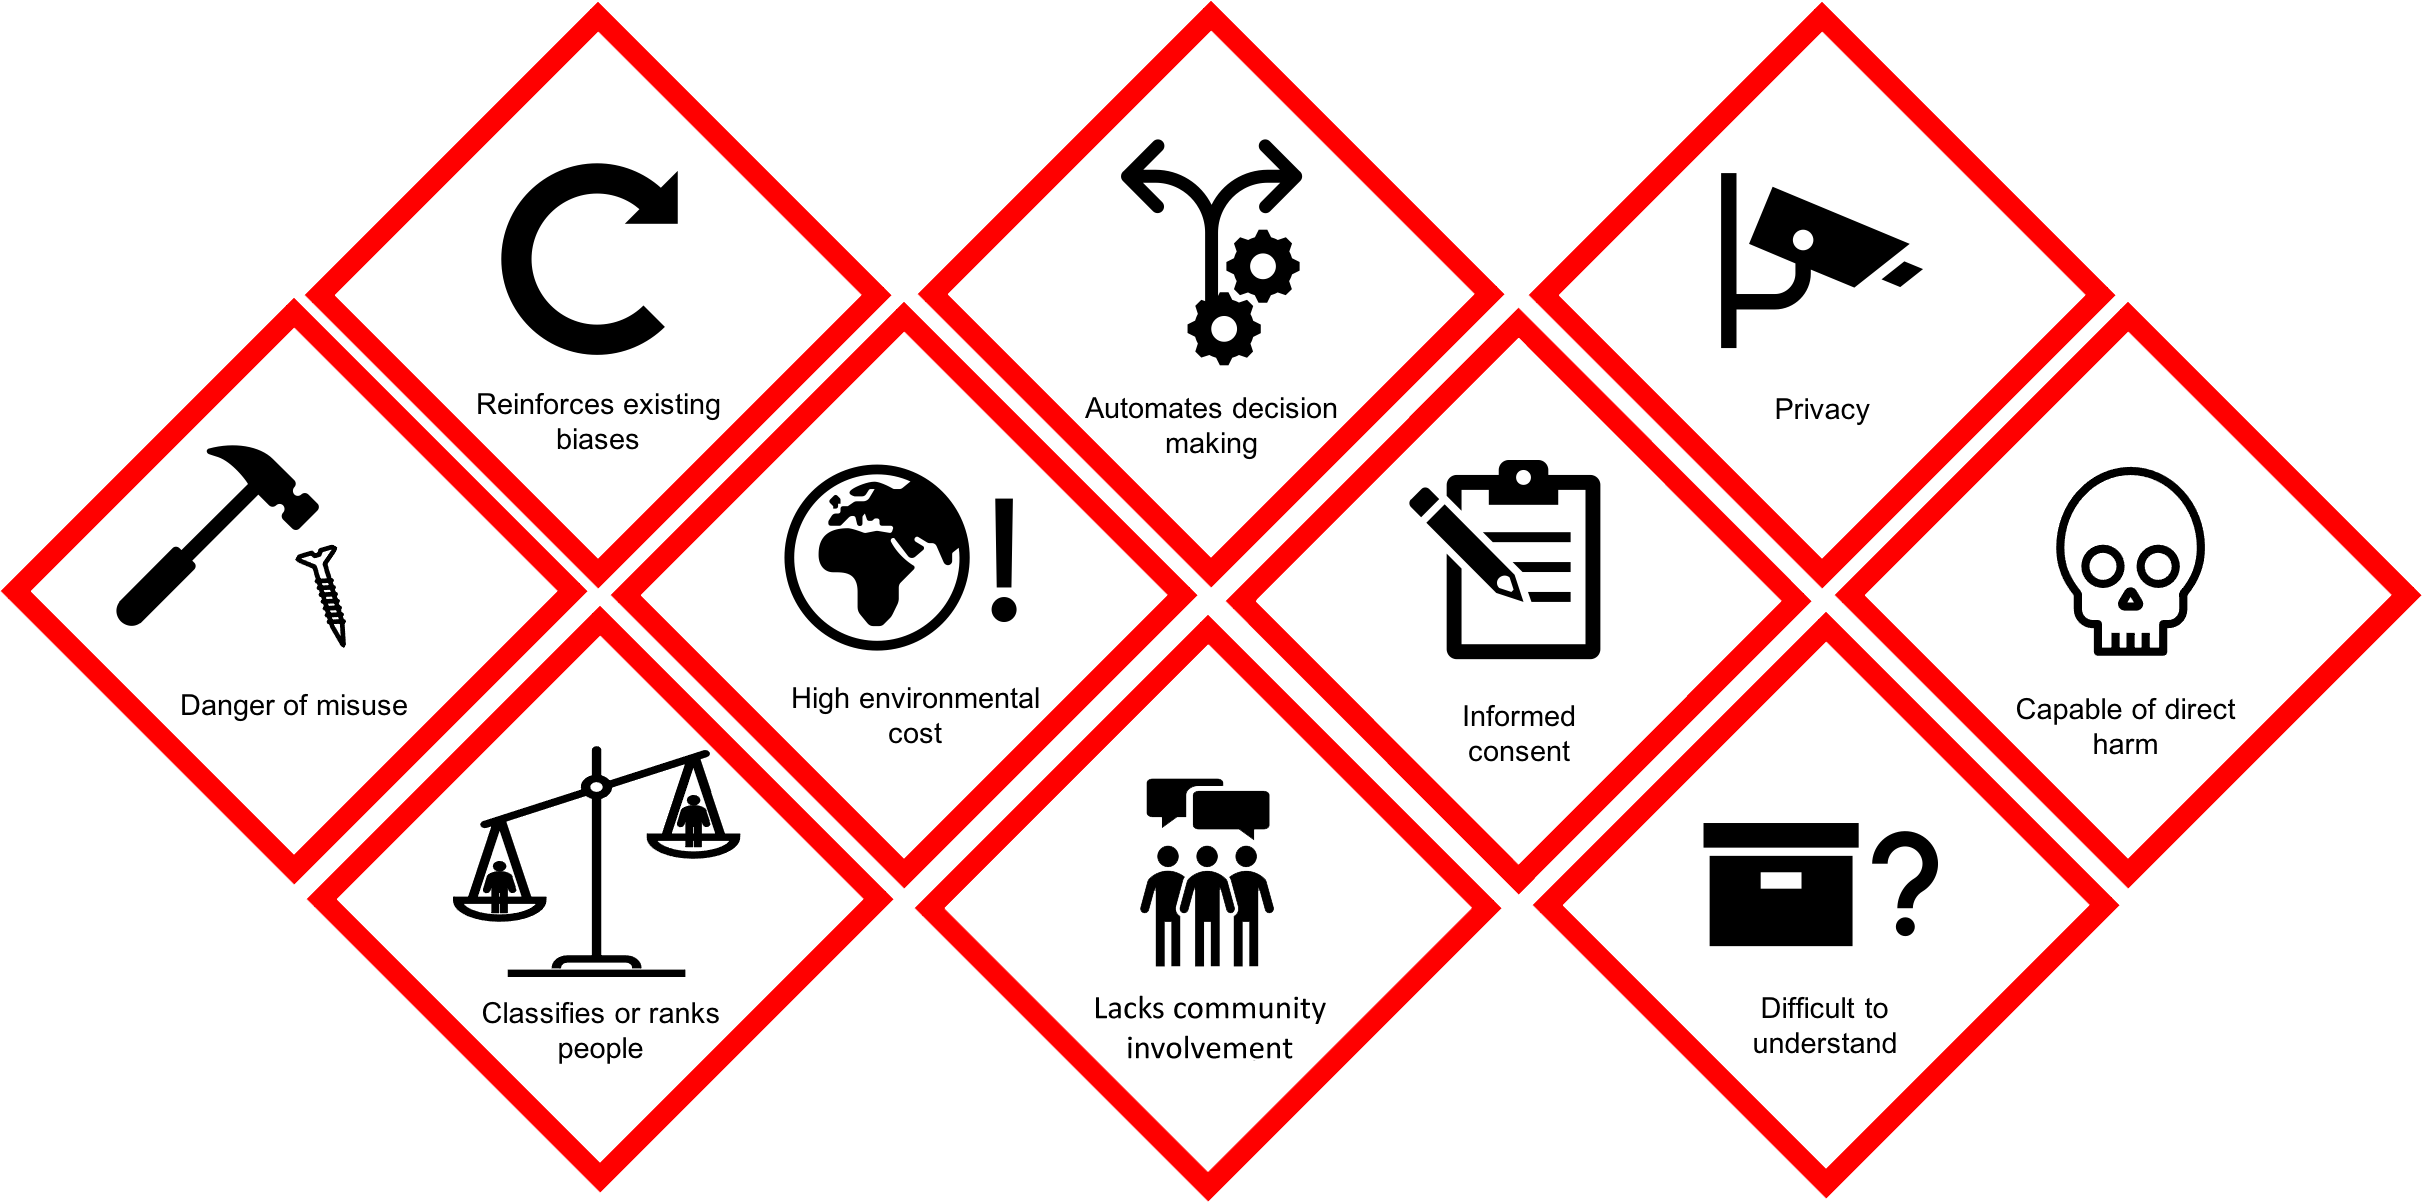 Reinforces existing
biases
Automates decision
making
Privacy
Danger of misuse
High environmental
cost
Informed
consent
Capable of direct
harm
Classifies or ranks
people
Lacks community
involvement
Difficult to
understand